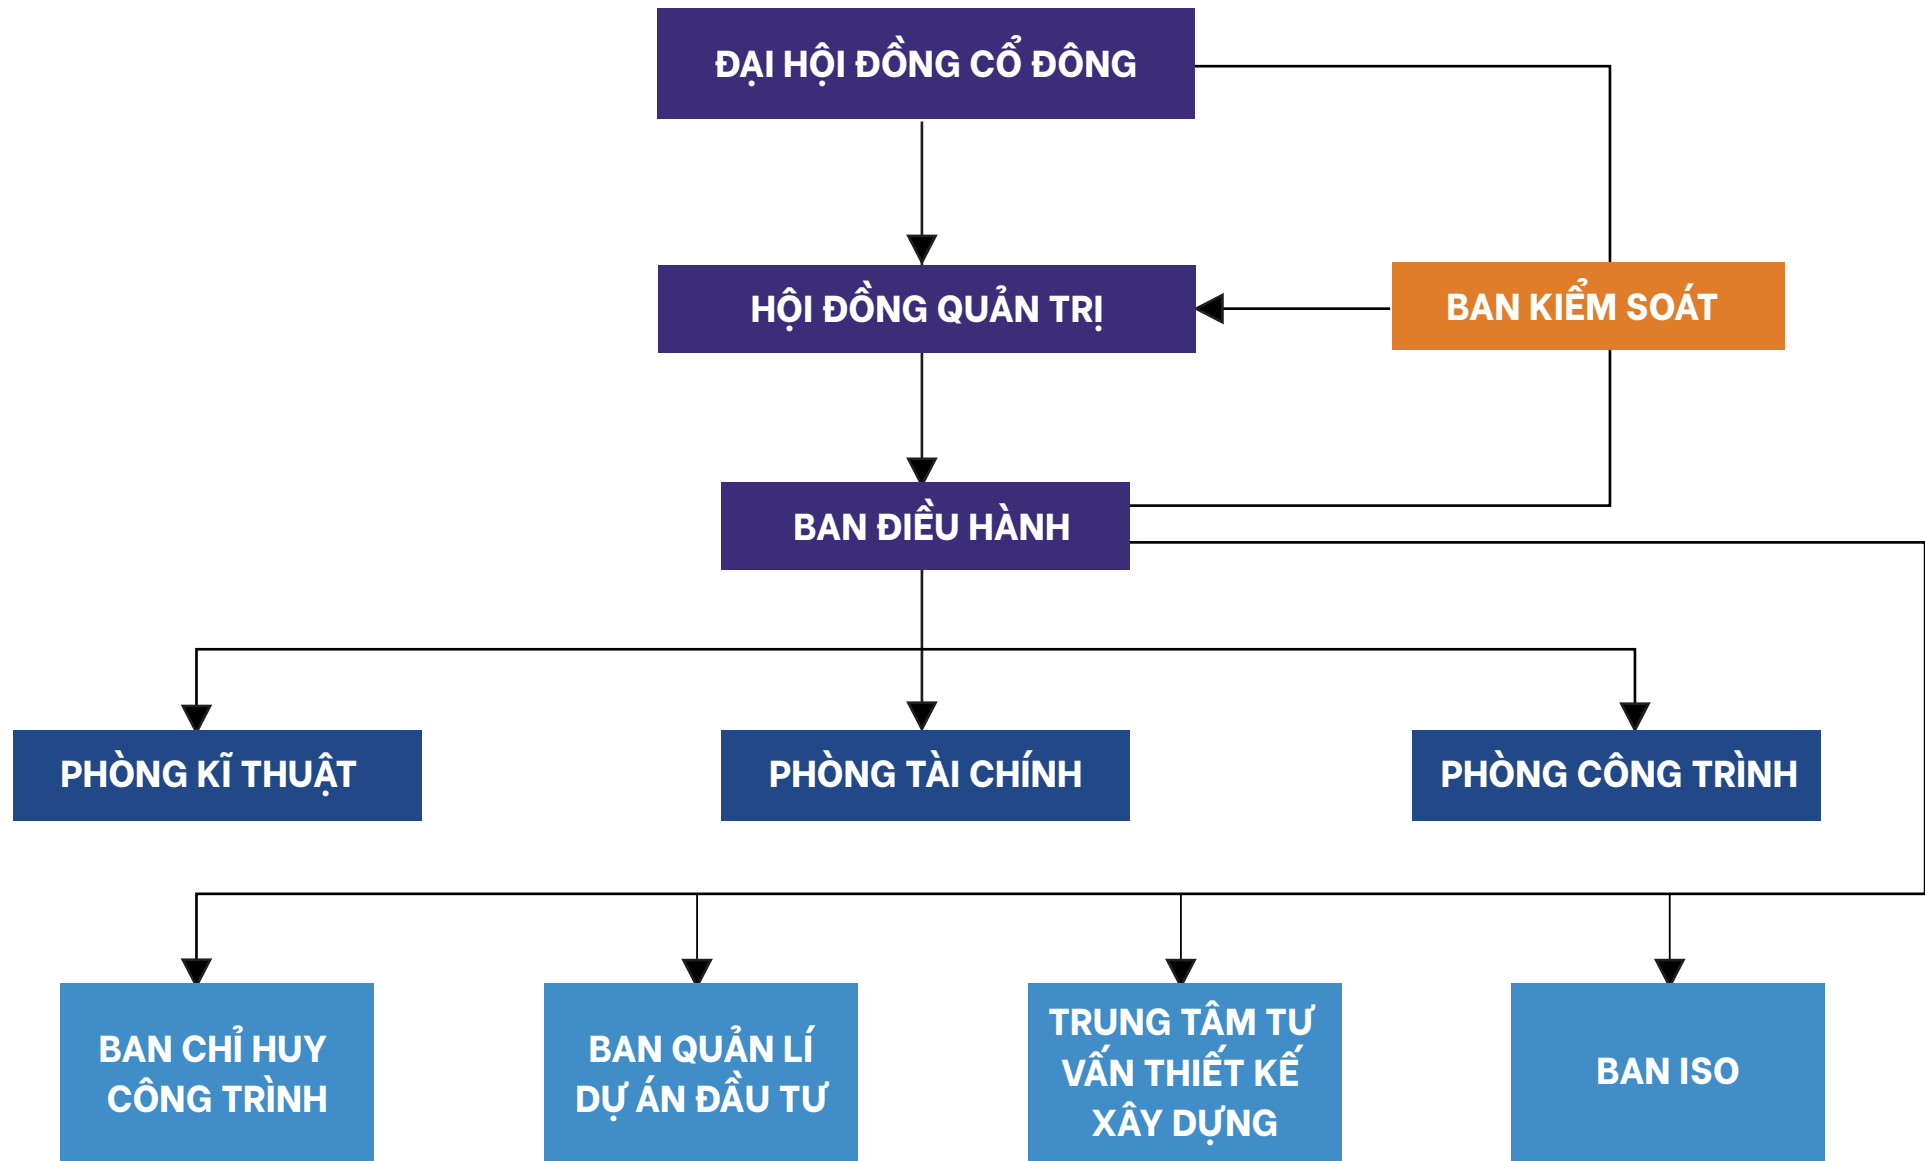 ĐẠI HỘI ĐỒNG CỔ ĐÔNG
HỘI ĐỒNG QUẢN TRỊ
BAN KIỂM SOÁT
BAN ĐIỀU HÀNH
PHÒNG KĨ THUẬT
PHÒNG TÀI CHÍNH
PHÒNG CÔNG TRÌNH
BAN CHỈ HUY
CÔNG TRÌNH
BAN QUẢN LÍ
DỰ ÁN ĐẦU TƯ
TRUNG TÂM TƯ
VẤN THIẾT KẾ
XÂY DỰNG
BAN ISO